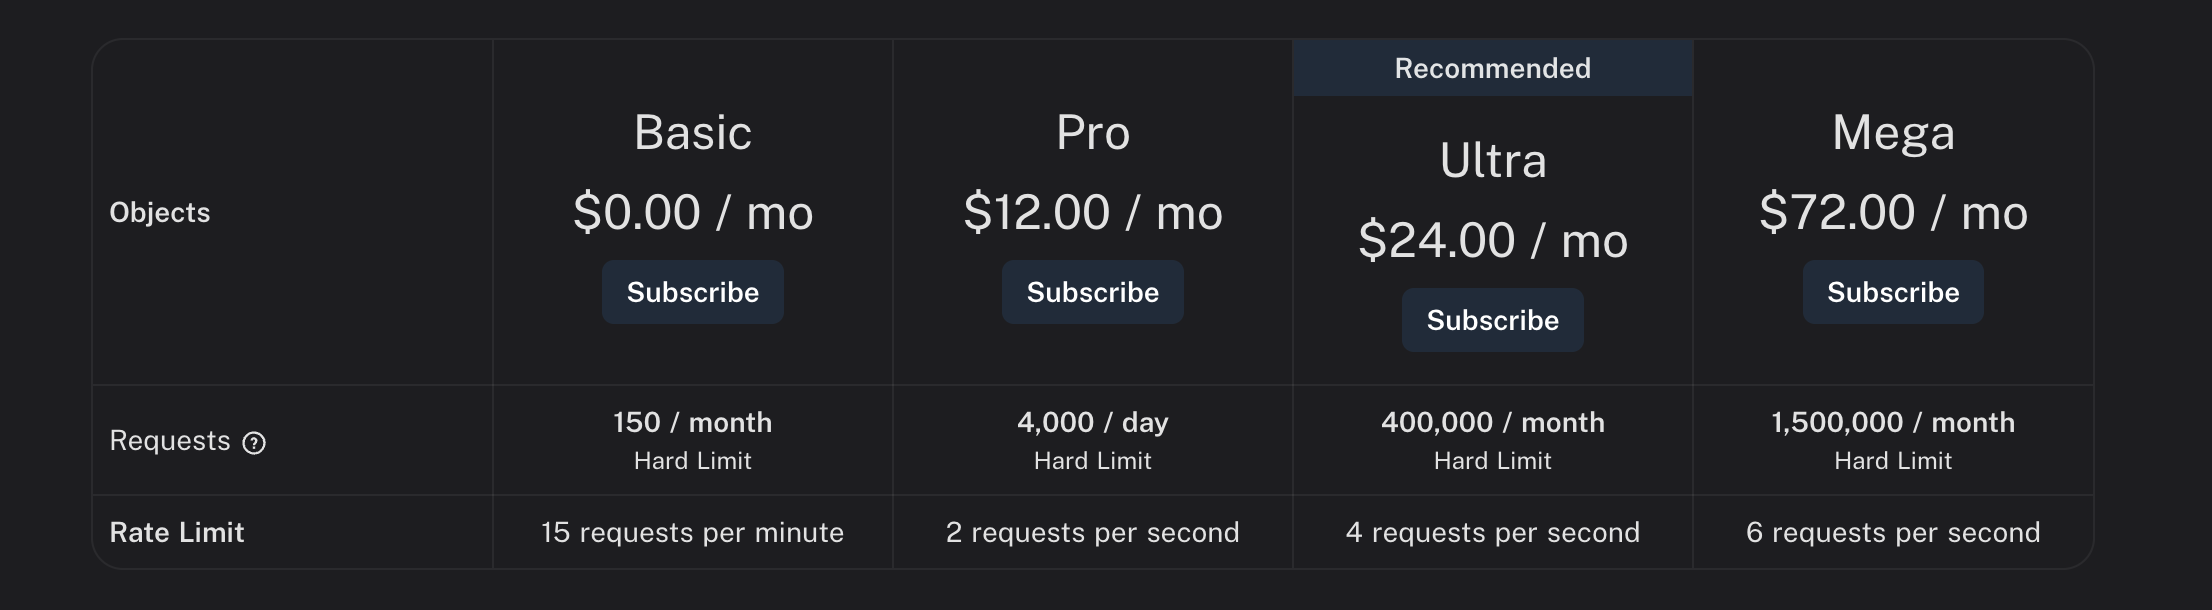 Objects
Basic
$0.00 / mo
Subscribe
Pro
$12.00 / mo
Subscribe
Recommended
Ultra
$24.00 / mo
Subscribe
Mega
$72.00 / mo
Subscribe
Requests ?
150 / month
Hard Limit
4,000 / day
Hard Limit
400,000 / month
Hard Limit
1,500,000 / month
Hard Limit
Rate Limit
15 requests per minute
2 requests per second
4 requests per second
6 requests per second